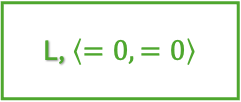 L, ⟨= 0, = 0⟩